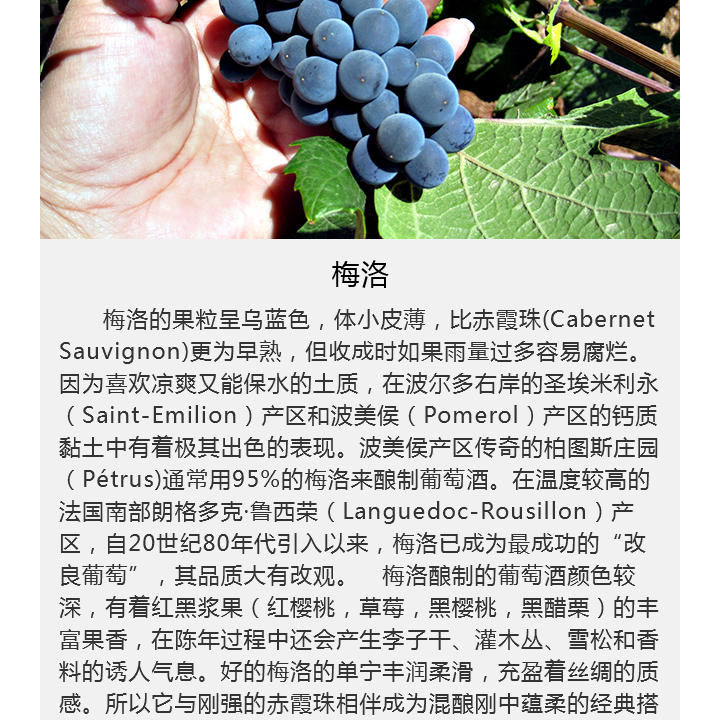 梅洛
梅洛的果粒呈乌蓝色，体小皮薄，比赤霞珠(Cabernet
Sauvignon)更为早熟，但收成时如果雨量过多容易腐烂。
因为喜欢凉爽又能保水的土质，在波尔多右岸的圣埃米利永
（Saint-Emilion）产区和波美侯（Pomerol）产区的钙质
黏土中有着极其出色的表现。波美侯产区传奇的柏图斯庄园
（Pétrus)通常用95%的梅洛来酿制葡萄酒。在温度较高的
法国南部朗格多克·鲁西荣（Languedoc-Rousillon）产
区，自20世纪80年代引入以来，梅洛已成为最成功的“改
良葡萄”，其品质大有改观。　梅洛酿制的葡萄酒颜色较
深，有着红黑浆果（红樱桃，草莓，黑樱桃，黑醋栗）的丰
富果香，在陈年过程中还会产生李子干、灌木丛、雪松和香
料的诱人气息。好的梅洛的单宁丰润柔滑，充盈着丝绸的质
感。所以它与刚强的赤霞珠相伴成为混酿刚中蕴柔的经典搭